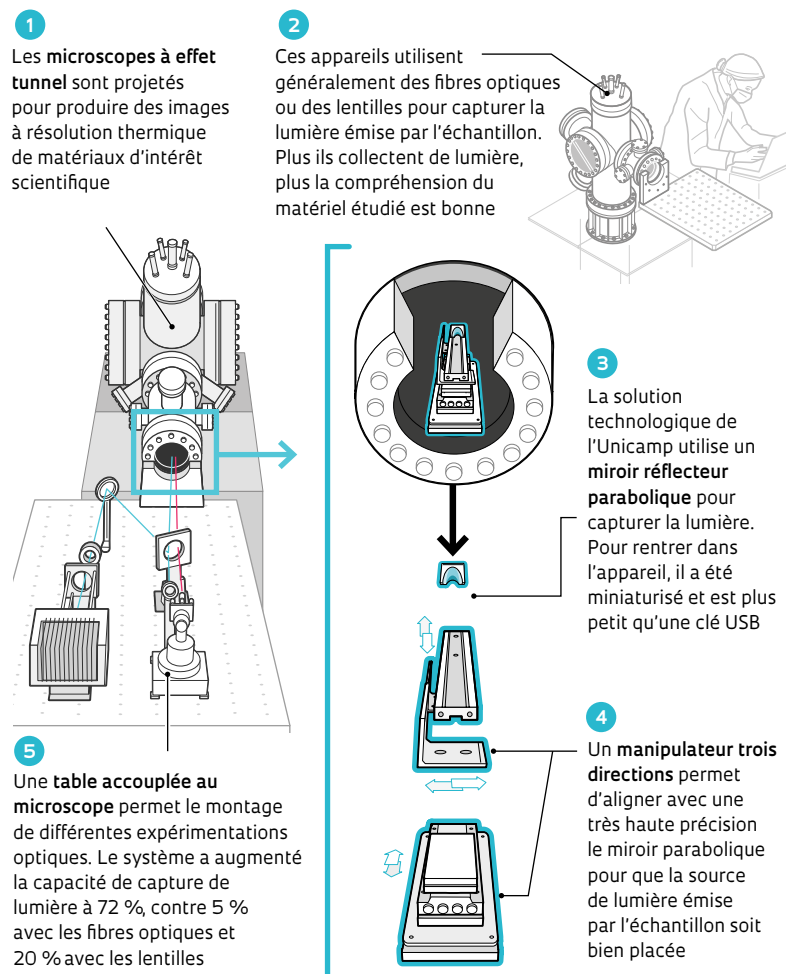 1
Les microscopes à effet
tunnel sont projetés
pour produire des images
à résolution thermique
de matériaux d'intérêt
scientifique
2
Ces appareils utilisent
généralement des fibres optiques
ou des lentilles pour capturer la
lumière émise par l'échantillon.
Plus ils collectent de lumière,
plus la compréhension du
matériel étudié est bonne
3
La solution
technologique de
l'Unicamp utilise un
miroir réflecteur
parabolique pour
capturer la lumière.
Pour rentrer dans
l'appareil, il a été
miniaturisé et est plus
petit qu'une clé USB
4
Un manipulateur trois
directions permet
d'aligner avec une
très haute précision
le miroir parabolique
pour que la source
de lumière émise
par l'échantillon soit
bien placée
5
Une table accouplée au
microscope permet le montage
de différentes expérimentations
optiques. Le système a augmenté
la capacité de capture de
lumière à 72 %, contre 5 %
avec les fibres optiques et
20 % avec les lentilles